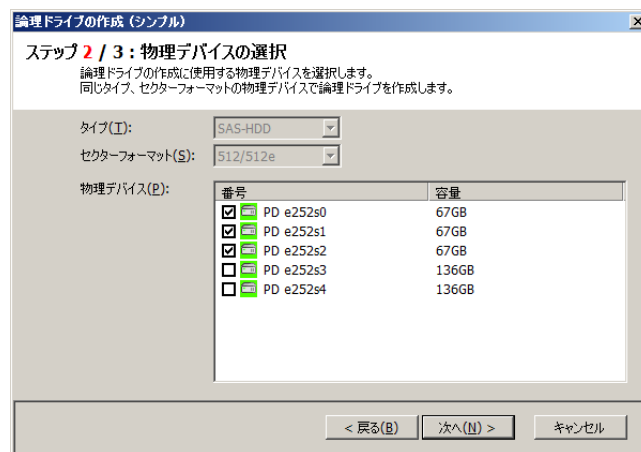 論理ドライブの作成 (シンプル)
ステップ 2 / 3 : 物理デバイスの選択
論理ドライブの作成に使用する物理デバイスを選択します。
同じタイプ、セクターフォーマットの物理デバイスで論理ドライブを作成します。
タイプ(T): SAS-HDD
セクターフォーマット(S): 512/512e
物理デバイス(P):
番号 容量
PD e252s0 67GB
PD e252s1 67GB
PD e252s2 67GB
PD e252s3 136GB
PD e252s4 136GB
< 戻る(B) 次へ(N) > キャンセル